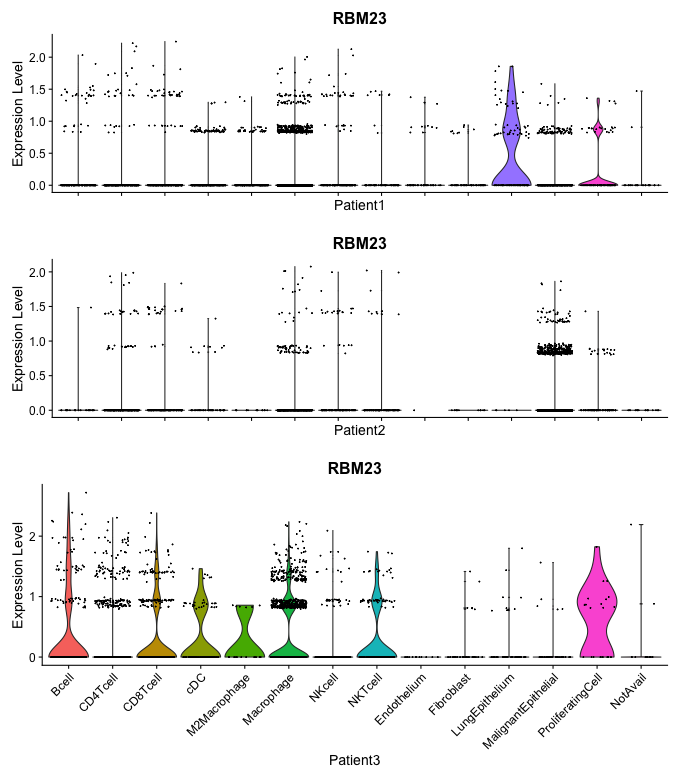 RBM23
Expression Level
2.0
1.5
1.0
0.5
0.0
Patient1
RBM23
Expression Level
2.0
1.5
1.0
0.5
0.0
Patient2
RBM23
Expression Level
2
1
0
Bcell
CD4Tcell
CD8Tcell
cDC
M2Macrophage
Macrophage
NKcell
NKTcell
Endothelium
Fibroblast
LungEpithelium
MalignantEpithelial
ProliferatingCell
NotAvail
Patient3